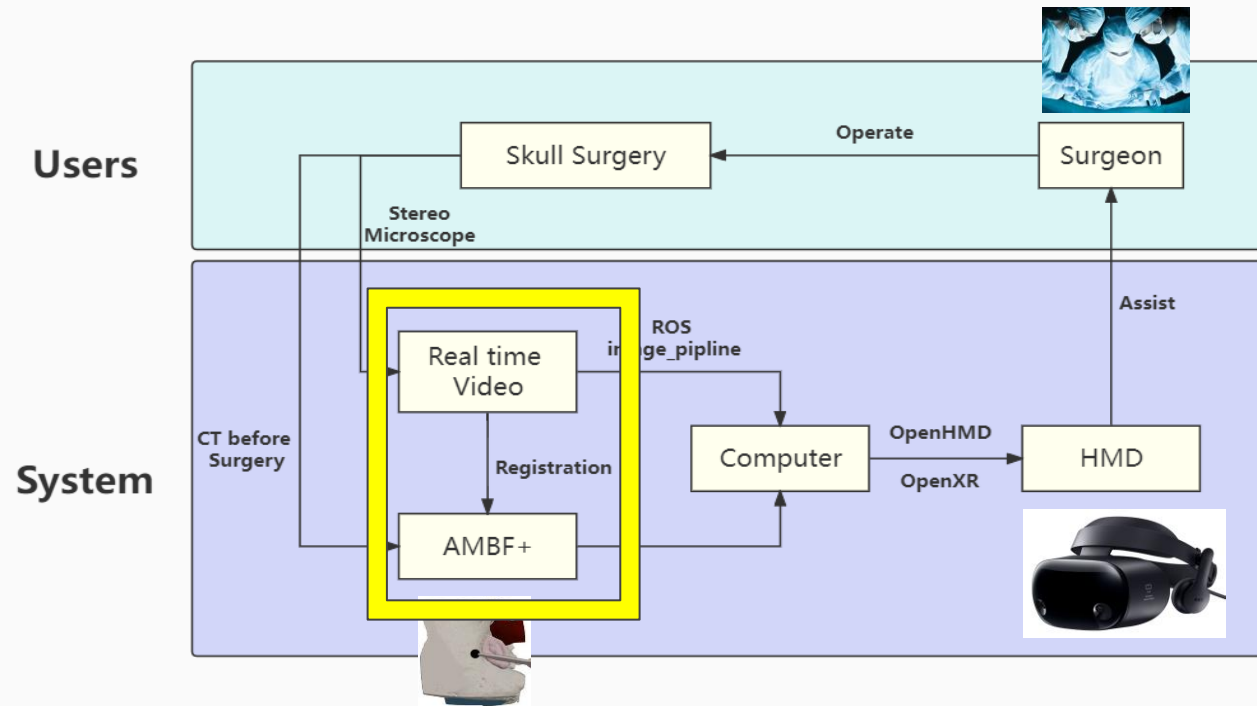 Users
Skull Surgery
Operate
Surgeon
Stereo
Microscope
Assist
System
CT before
Surgery
Real time
Video
ROS
image_pipline
Registration
AMBF+
Computer
OpenHMD
OpenXR
HMD